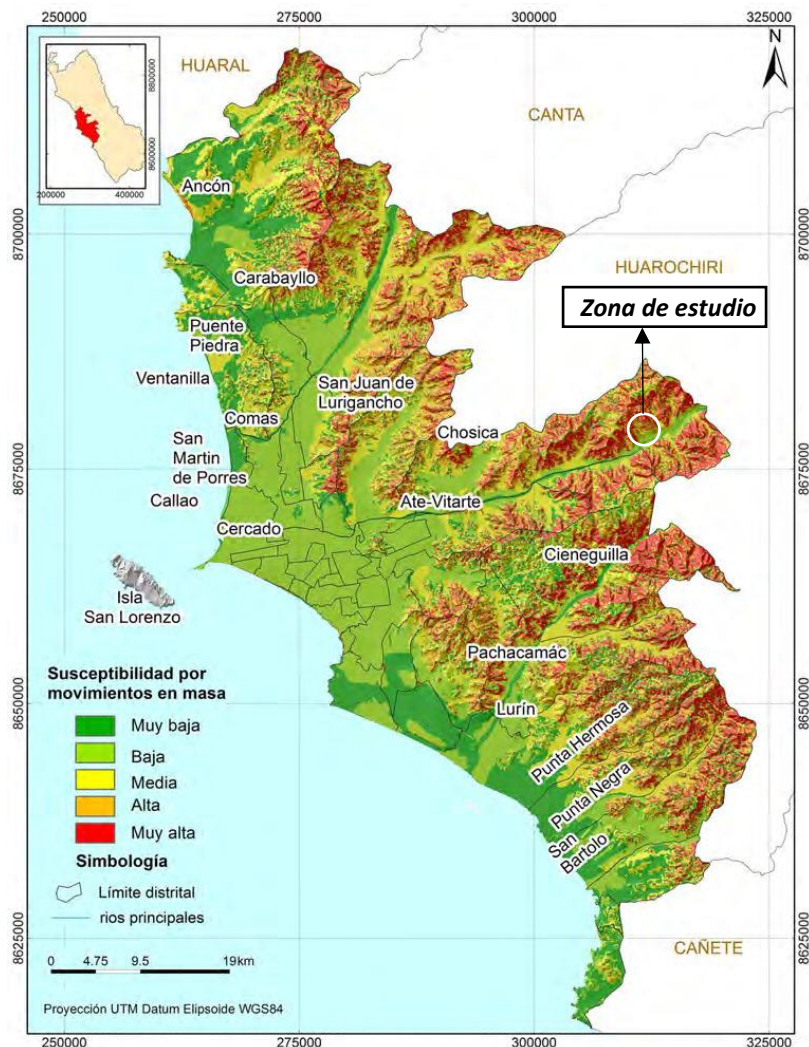 250000
275000
300000
325000
N
HUARAL
CANTA
HUAROCHIRI
CAÑETE
8800000
8600000
200000
400000
8700000
8675000
8650000
8625000
8700000
8675000
8650000
8625000
Zona de estudio
Ancón
Carabayllo
Puente
Piedra
Ventanilla
San Juan de
Lurigancho
Comas
Chosica
San
Martin
de Porres
Callao
Ate-Vitarte
Cercado
Cieneguilla
Isla
San Lorenzo
Pachacamác
Lurín
Punta Hermosa
Punta Negra
San
Bartolo
Susceptibilidad por
movimientos en masa
Muy baja
Baja
Media
Alta
Muy alta
Simbología
Límite distrital
rios principales
0 4.75 9.5 19km
Proyección UTM Datum Elipsoide WGS84
250000
275000
300000
325000